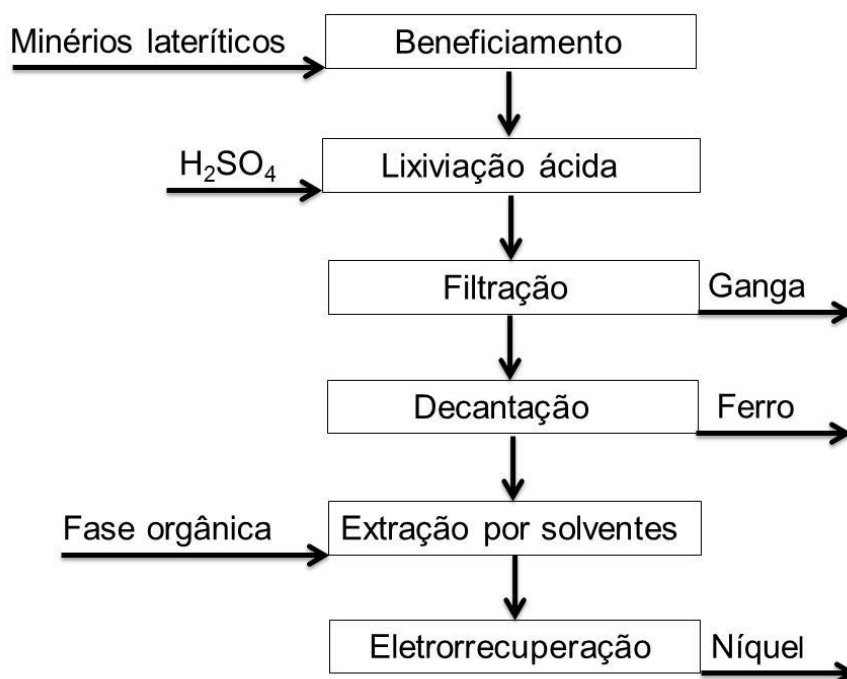 Minérios lateríticos
Beneficiamento
H₂SO₄
Lixiviação ácida
Filtração
Ganga
Decantação
Ferro
Fase orgânica
Extração por solventes
Eletrorrecuperação
Níquel